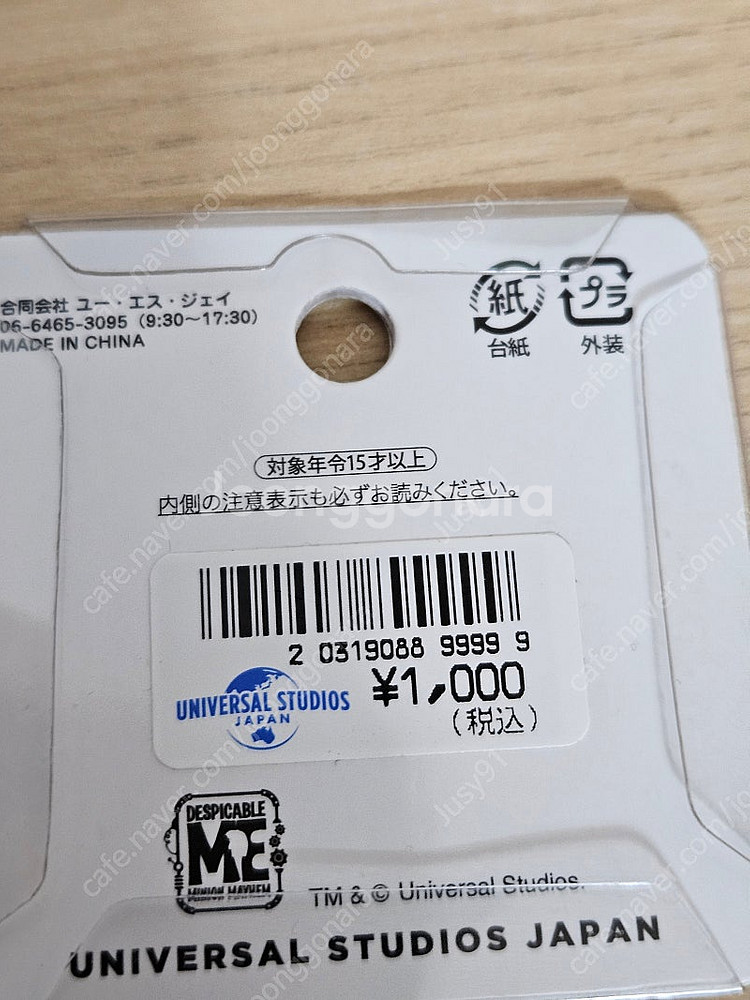 合同会社 ユー・エス・ジェイ
06-6465-3095（9:30～17:30）
MADE IN CHINA
紙
台紙
プラ
外装
対象年令15才以上
内側の注意表示も必ずお読みください。
2 0319088 9999 9
UNIVERSAL STUDIOS
JAPAN
¥1,000
（税込）
DESPICABLE
ME
MINION MAYHEM
TM & © Universal Studios.
UNIVERSAL STUDIOS JAPAN
joonggonara
cafe.naver.com/joonggonara
Jusy91